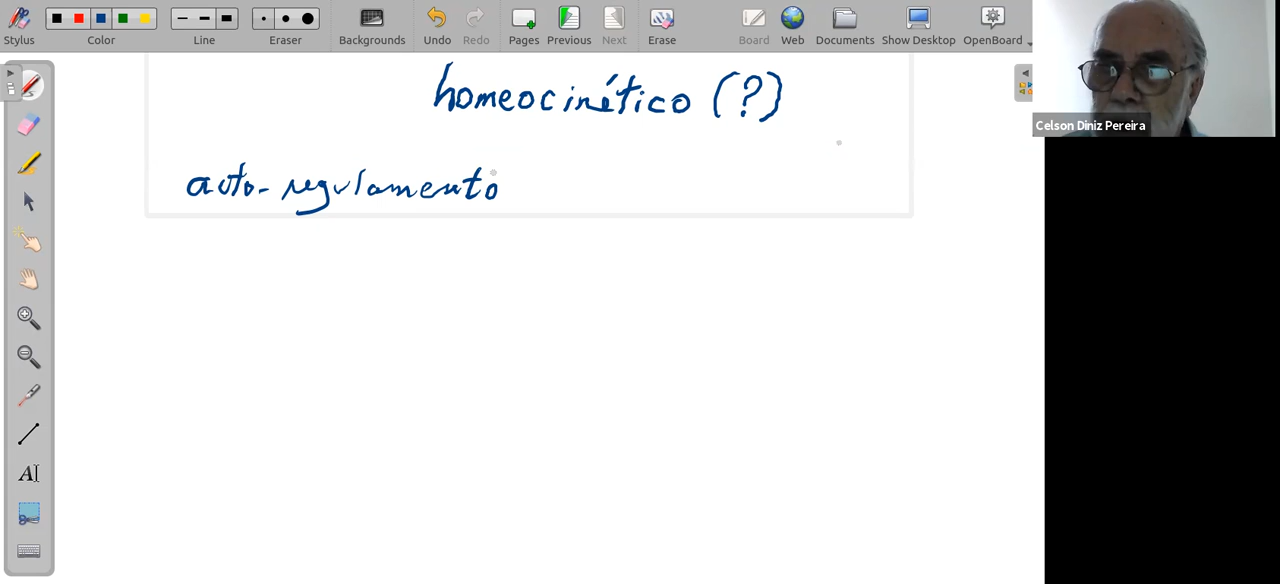 Stylus Color Line Eraser Backgrounds Undo Redo Pages Previous Next Erase Board Web Documents Show Desktop OpenBoard
Celson Diniz Pereira
homeocinético (?)
auto-regulamento
AI